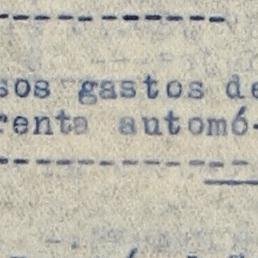 sos gastos de
renta automó-